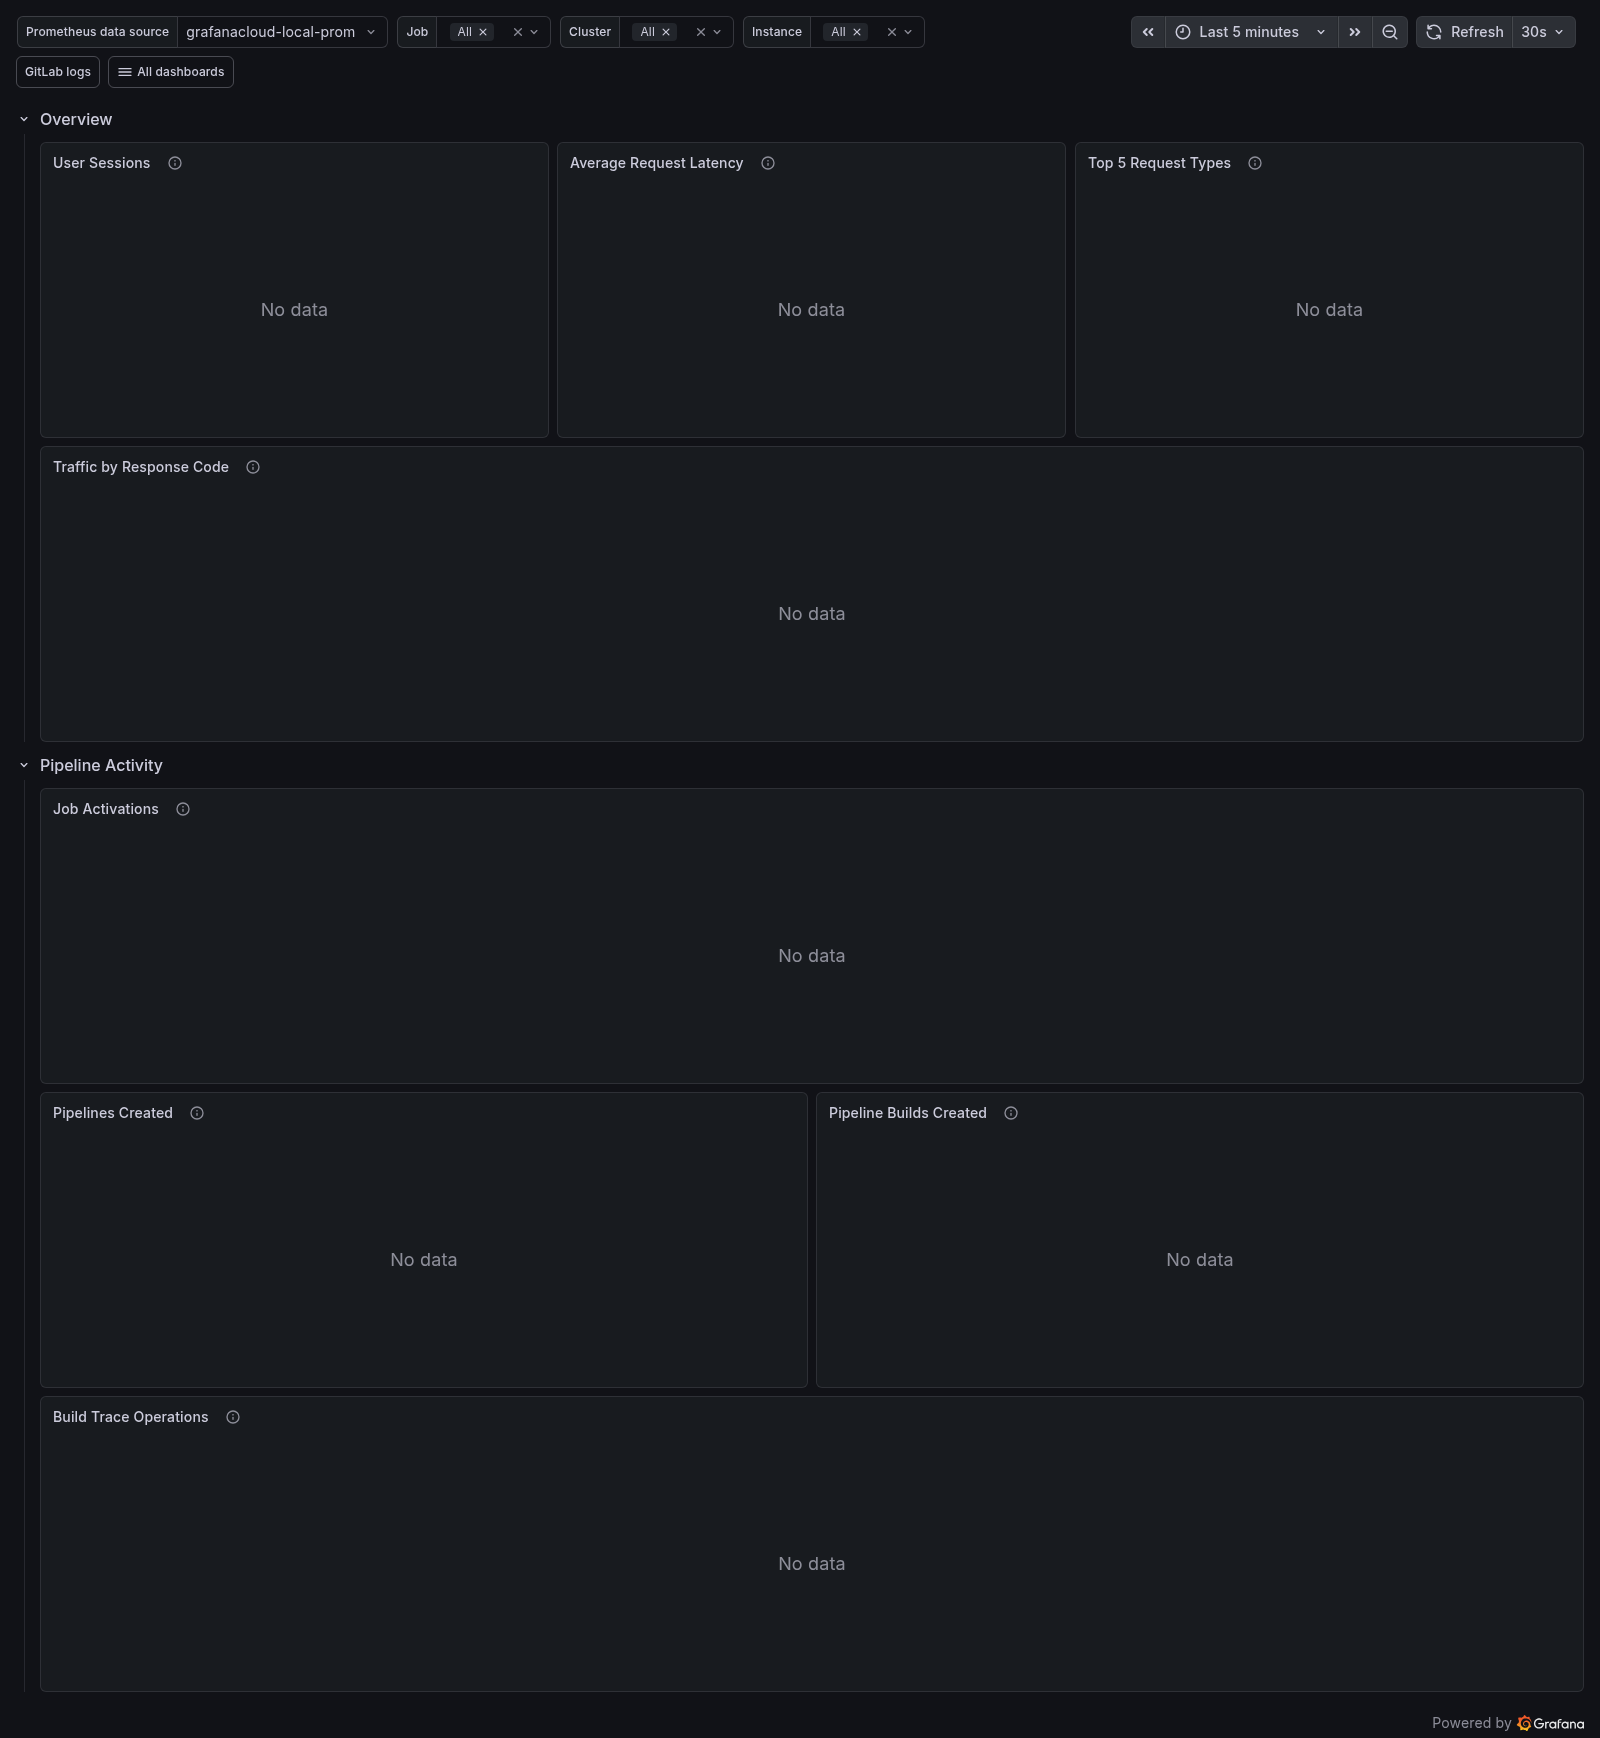 Prometheus data source grafanacloud-local-prom Job All Cluster All Instance All Last 5 minutes Refresh 30s
GitLab logs All dashboards
Overview
User Sessions Average Request Latency Top 5 Request Types
No data No data No data
Traffic by Response Code
No data
Pipeline Activity
Job Activations
No data
Pipelines Created Pipeline Builds Created
No data No data
Build Trace Operations
No data
Powered by Grafana